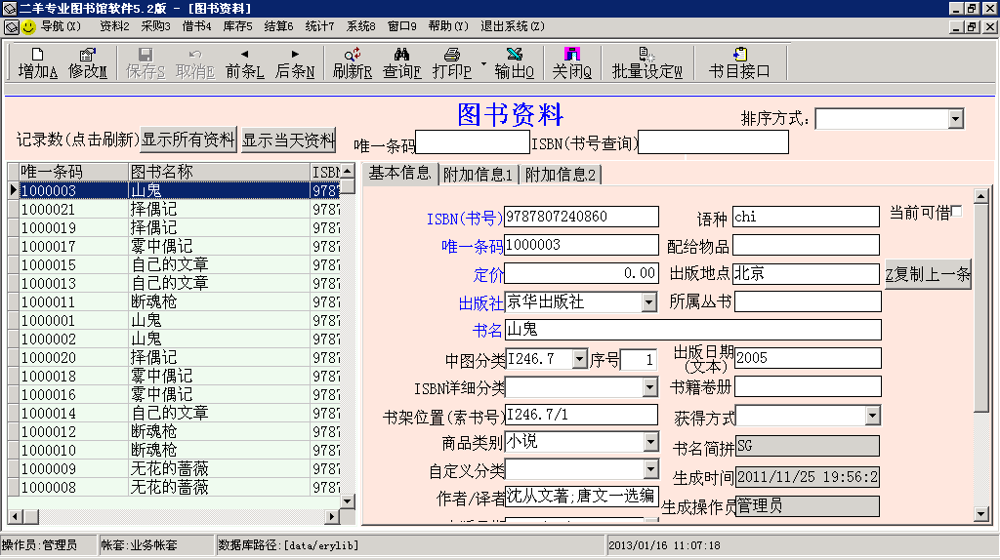 二羊专业图书馆软件5.2版 - [图书资料]
导航(X) 资料2 采购3 借书4 库存5 结算6 统计7 系统8 窗口9 帮助(Y) 退出系统(Z)
增加A 修改M 保存S 取消E 前条L 后条N 刷新R 查询F 打印P 输出O 关闭Q 批量设定W 书目接口
图书资料
排序方式:
记录数(点击刷新) 显示所有资料 显示当天资料 唯一条码 ISBN(书号查询)
唯一条码 图书名称 ISBN
1000003 山鬼 9787
1000021 择偶记 9787
1000019 择偶记 9787
1000017 雾中偶记 9787
1000015 自己的文章 9787
1000013 自己的文章 9787
1000011 断魂枪 9787
1000001 山鬼 9787
1000002 山鬼 9787
1000020 择偶记 9787
1000018 雾中偶记 9787
1000016 雾中偶记 9787
1000014 自己的文章 9787
1000012 断魂枪 9787
1000010 断魂枪 9787
1000009 无花的蔷薇 9787
1000008 无花的蔷薇 9787
基本信息 附加信息1 附加信息2
ISBN(书号) 9787807240860 语种 chi 当前可借
唯一条码 1000003 配给物品
定价 0.00 出版地点 北京 Z复制上一条
出版社 京华出版社 所属丛书
书名 山鬼
中图分类 I246.7 序号 1 出版日期(文本) 2005
ISBN详细分类 书籍卷册
书架位置(索书号) I246.7/1 获得方式
商品类别 小说 书名简拼 SG
自定义分类 生成时间 2011/11/25 19:56:2
作者/译者 沈从文著;唐文一选编 生成操作员 管理员
操作员:管理员 帐套:业务帐套 数据库路径:[data/erylib] 2013/01/16 11:07:18